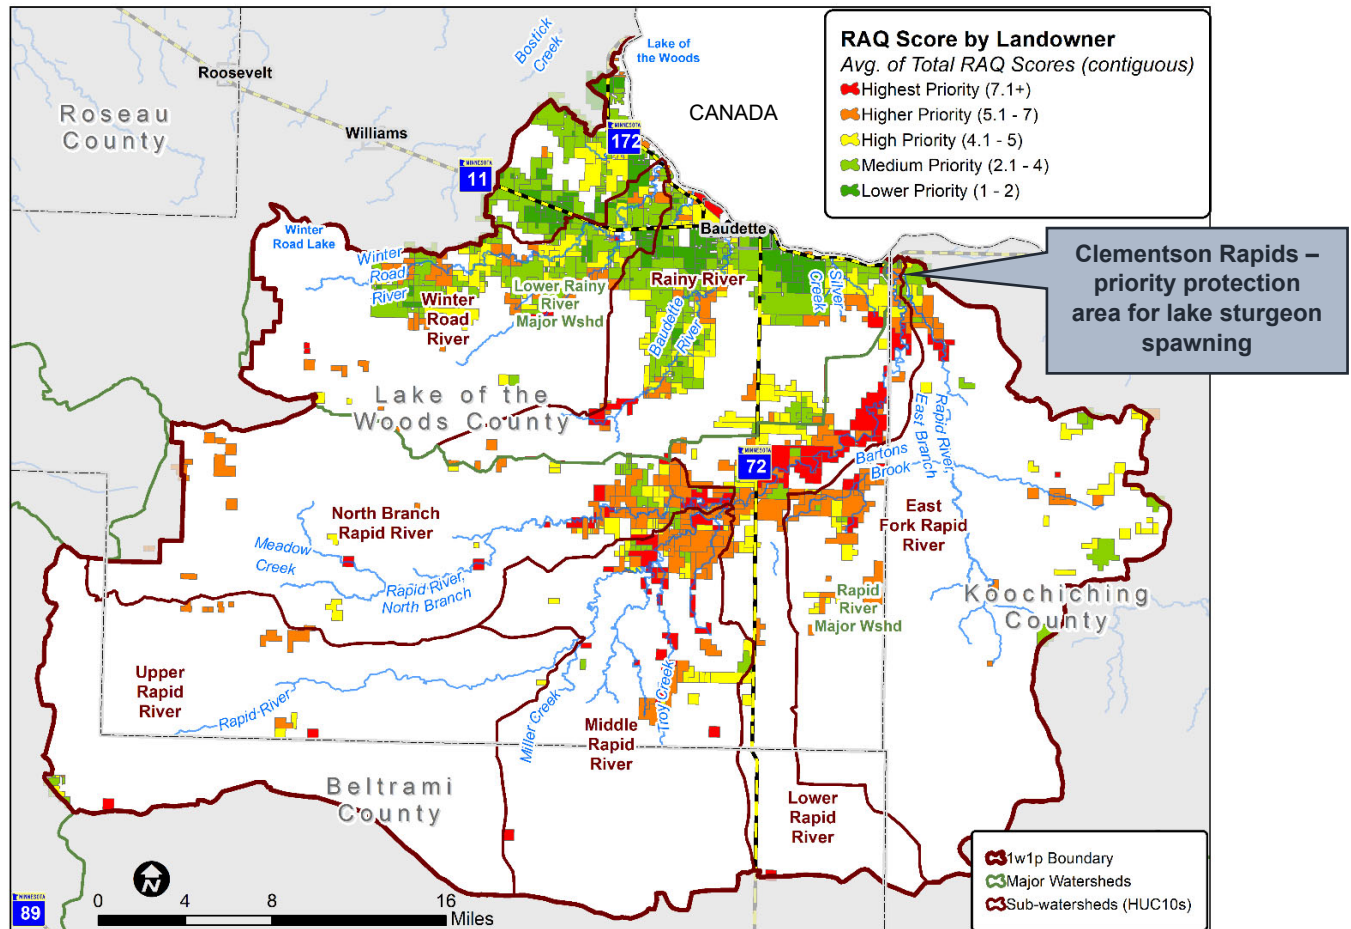 Bostick
Creek
Lake of
the Woods
Roosevelt
CANADA
Roseau
County
Williams
MINNESOTA
172
MINNESOTA
11
RAQ Score by Landowner
Avg. of Total RAQ Scores (contiguous)
Highest Priority (7.1+)
Higher Priority (5.1 - 7)
High Priority (4.1 - 5)
Medium Priority (2.1 - 4)
Lower Priority (1 - 2)
Winter
Road Lake
Baudette
Clementson Rapids –
priority protection
area for lake sturgeon
spawning
Winter
Road
River
Winter
Road
River
Lower Rainy
River
Major Wshd
Rainy River
Baudette
River
Silver
Creek
Lake of the
Woods County
Rapid River,
East Branch
MINNESOTA
72
Bartons
Brook
North Branch
Rapid River
East
Fork Rapid
River
Meadow
Creek
Rapid River,
North Branch
Rapid
River
Major Wshd
Koochiching
County
Upper
Rapid
River
Rapid River
Miller Creek
Troy Creek
Middle
Rapid
River
Beltrami
County
Lower
Rapid
River
N
0 4 8 16
Miles
MINNESOTA
89
1w1p Boundary
Major Watersheds
Sub-watersheds (HUC10s)